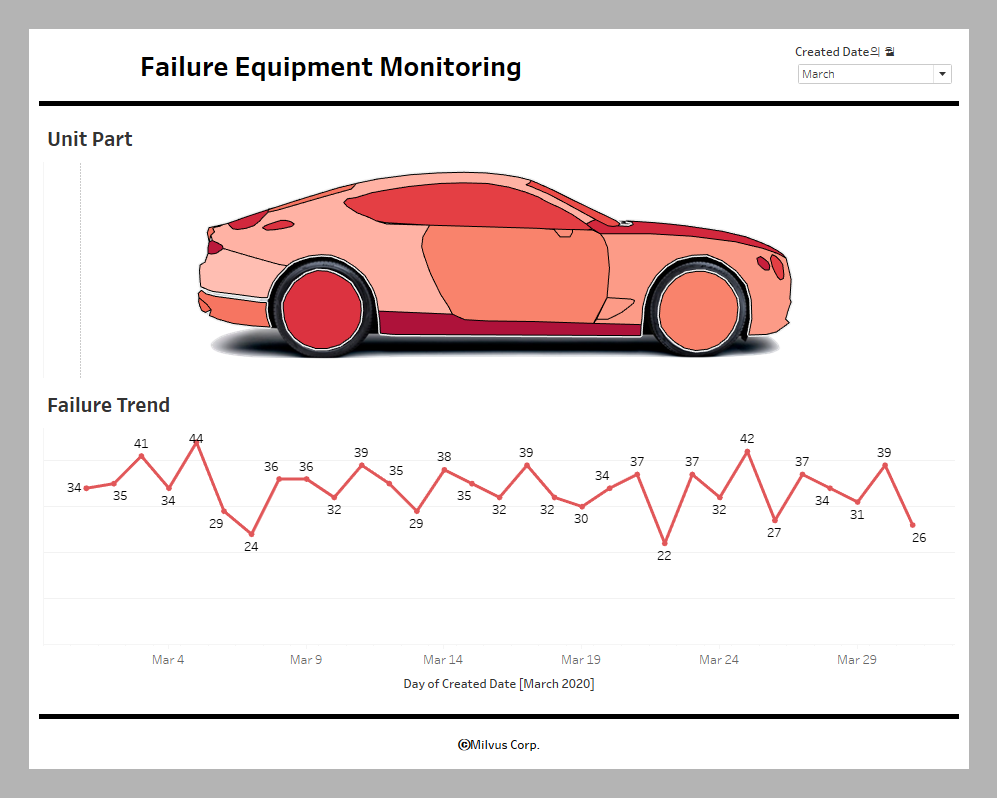 Failure Equipment Monitoring
Created Date의 월
March
Unit Part
Failure Trend
34
35
41
34
44
29
24
36
36
32
39
35
29
38
35
32
39
32
30
34
37
22
37
32
42
27
37
34
31
39
26
Mar 4
Mar 9
Mar 14
Mar 19
Mar 24
Mar 29
Day of Created Date [March 2020]
©Milvus Corp.